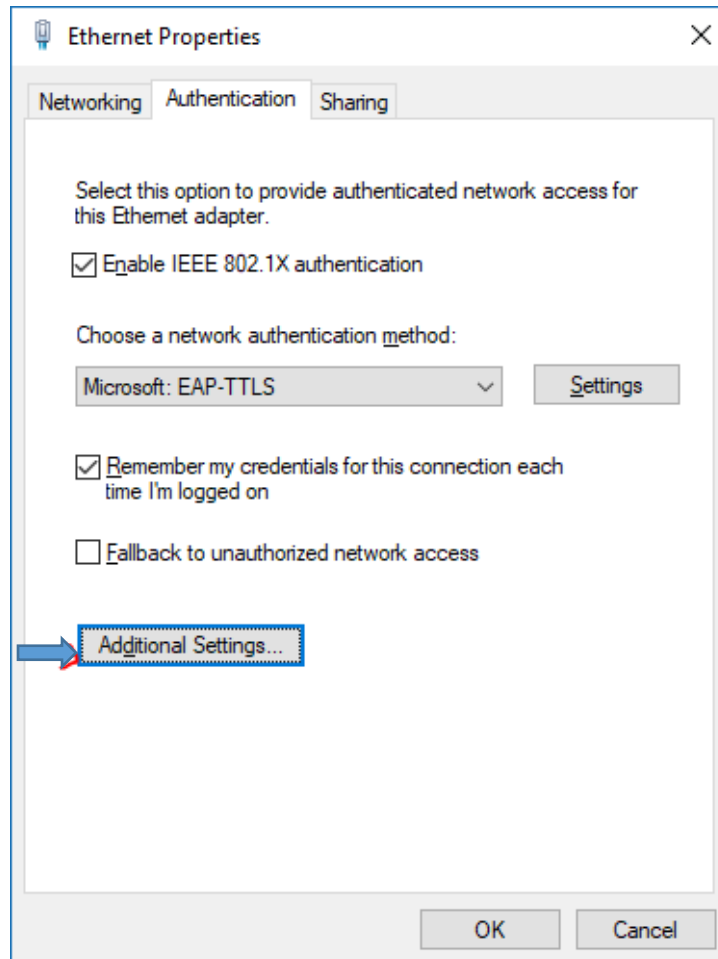 Ethernet Properties
Networking Authentication Sharing
Select this option to provide authenticated network access for
this Ethernet adapter.
Enable IEEE 802.1X authentication
Choose a network authentication method:
Microsoft: EAP-TTLS Settings
Remember my credentials for this connection each
time I'm logged on
Fallback to unauthorized network access
Additional Settings...
OK Cancel